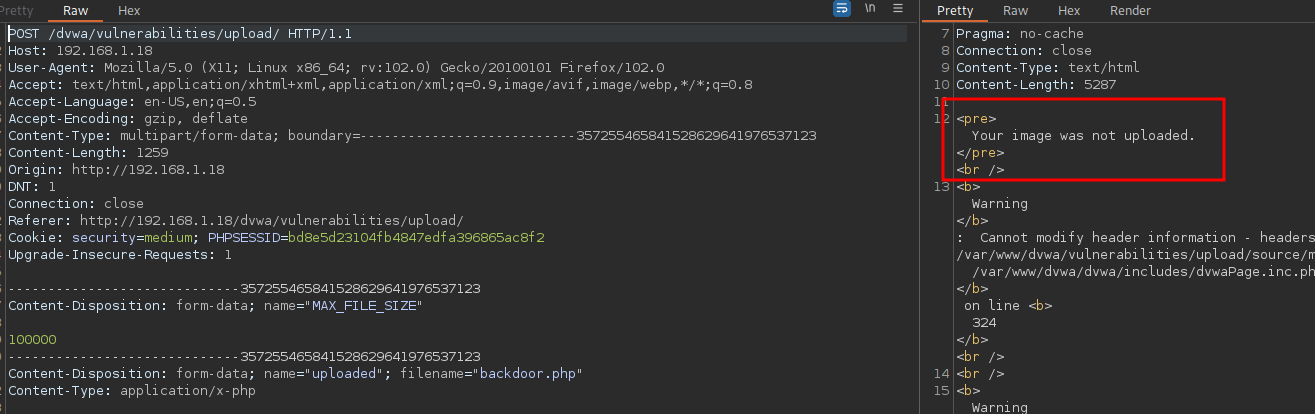 Pretty Raw Hex
\n
POST /dvwa/vulnerabilities/upload/ HTTP/1.1
Host: 192.168.1.18
User-Agent: Mozilla/5.0 (X11; Linux x86_64; rv:102.0) Gecko/20100101 Firefox/102.0
Accept: text/html,application/xhtml+xml,application/xml;q=0.9,image/avif,image/webp,*/*;q=0.8
Accept-Language: en-US,en;q=0.5
Accept-Encoding: gzip, deflate
Content-Type: multipart/form-data; boundary=---------------------------357255465841528629641976537123
Content-Length: 1259
Origin: http://192.168.1.18
DNT: 1
Connection: close
Referer: http://192.168.1.18/dvwa/vulnerabilities/upload/
Cookie: security=medium; PHPSESSID=bd8e5d23104fb4847edfa396865ac8f2
Upgrade-Insecure-Requests: 1
-----------------------------357255465841528629641976537123
Content-Disposition: form-data; name="MAX_FILE_SIZE"
100000
-----------------------------357255465841528629641976537123
Content-Disposition: form-data; name="uploaded"; filename="backdoor.php"
Content-Type: application/x-php
Pretty Raw Hex Render
7 Pragma: no-cache
8 Connection: close
9 Content-Type: text/html
10 Content-Length: 5287
11
12 <pre>
Your image was not uploaded.
</pre>
<br />
13 <b>
Warning
</b>
: Cannot modify header information - headers
/var/www/dvwa/vulnerabilities/upload/source/m
/var/www/dvwa/dvwa/includes/dvwaPage.inc.ph
</b>
on line <b>
324
</b>
<br />
14 <br />
15 <b>
Warning